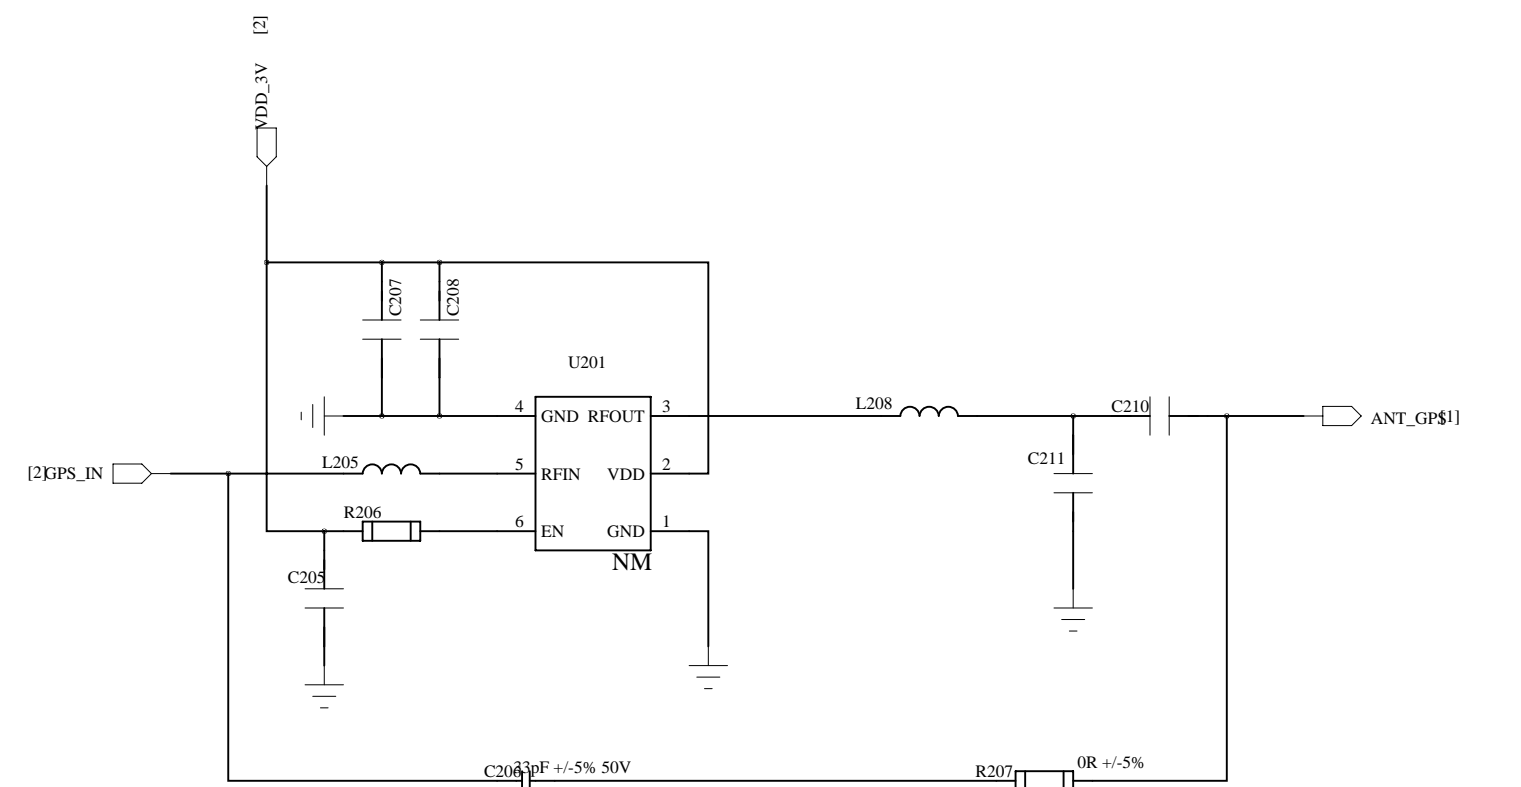 [2]
VDD_3V
C207
C208
U201
4
GND
RFOUT
3
L208
C210
ANT_GPS
[1]
C211
[2]
GPS_IN
L205
5
RFIN
VDD
2
R206
6
EN
GND
1
NM
C205
C206
33pF +/-5% 50V
R207
0R +/-5%